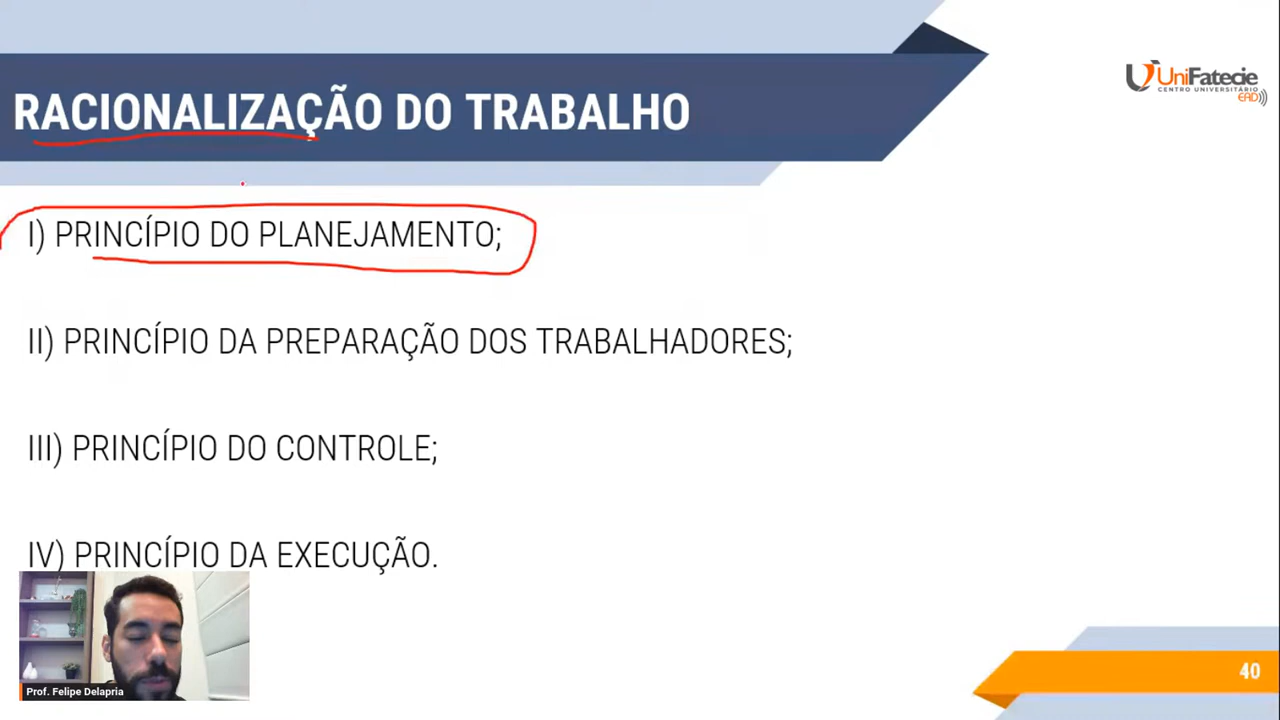 RACIONALIZAÇÃO DO TRABALHO
UniFatecie
CENTRO UNIVERSITÁRIO
EAD
I) PRINCÍPIO DO PLANEJAMENTO;
II) PRINCÍPIO DA PREPARAÇÃO DOS TRABALHADORES;
III) PRINCÍPIO DO CONTROLE;
IV) PRINCÍPIO DA EXECUÇÃO.
Prof. Felipe Delapria
40